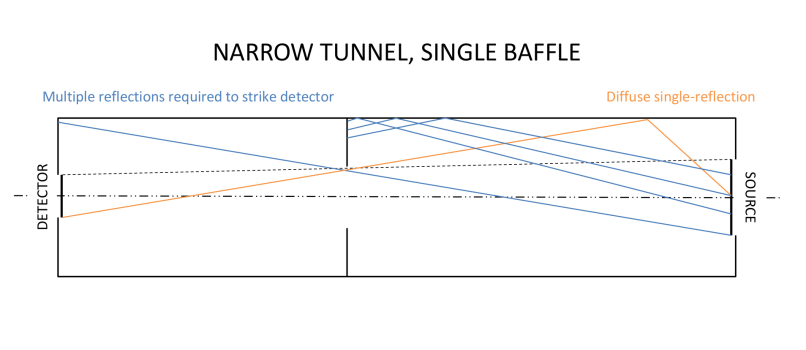 NARROW TUNNEL, SINGLE BAFFLE
Multiple reflections required to strike detector
Diffuse single-reflection
DETECTOR
SOURCE